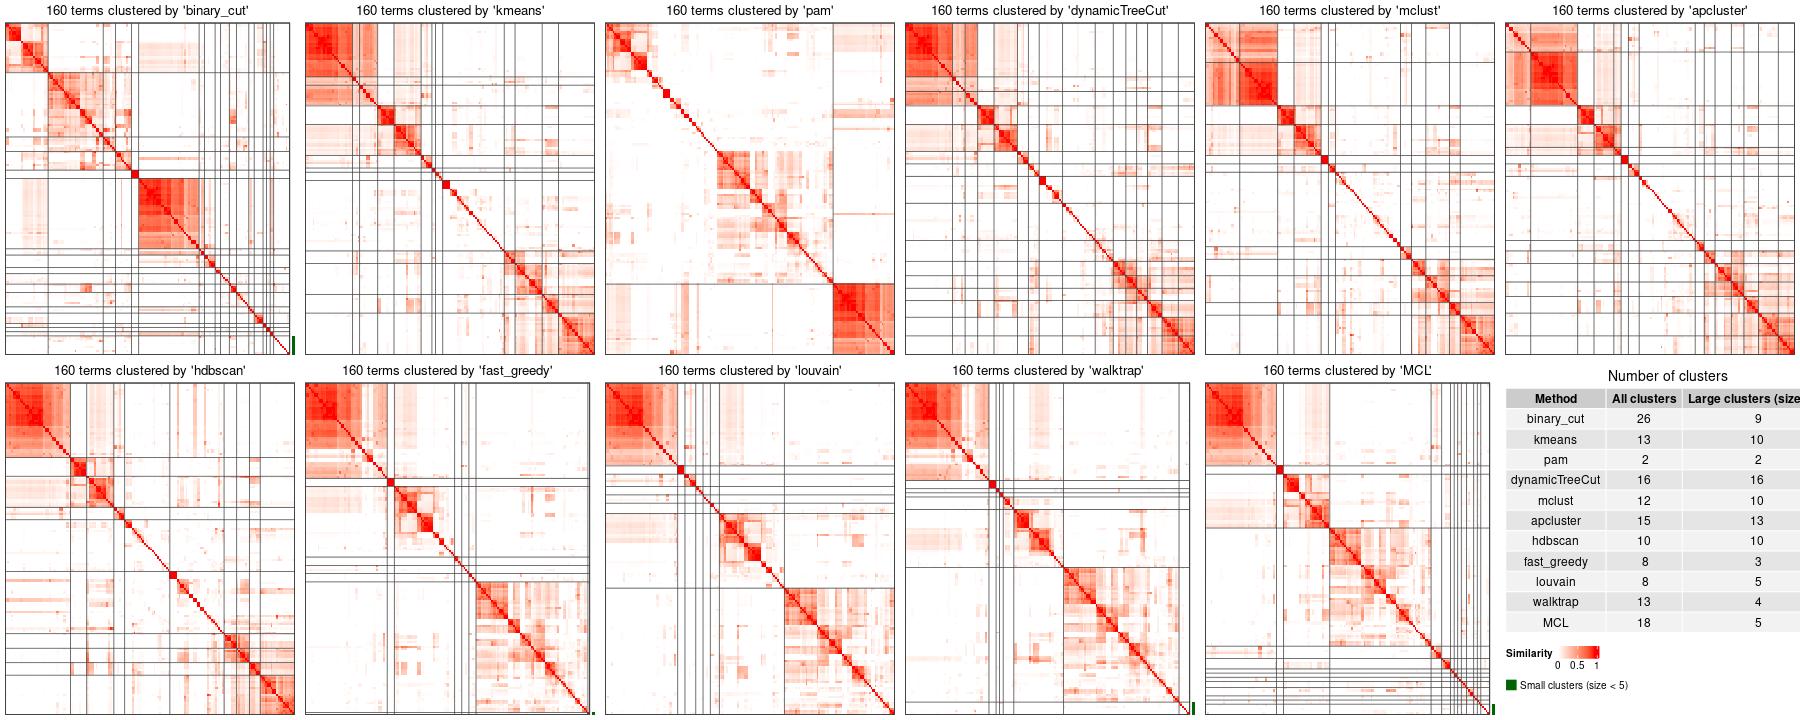 160 terms clustered by 'binary_cut'
160 terms clustered by 'kmeans'
160 terms clustered by 'pam'
160 terms clustered by 'dynamicTreeCut'
160 terms clustered by 'mclust'
160 terms clustered by 'apcluster'
160 terms clustered by 'hdbscan'
160 terms clustered by 'fast_greedy'
160 terms clustered by 'louvain'
160 terms clustered by 'walktrap'
160 terms clustered by 'MCL'
Number of clusters
Method All clusters Large clusters (size
binary_cut 26 9
kmeans 13 10
pam 2 2
dynamicTreeCut 16 16
mclust 12 10
apcluster 15 13
hdbscan 10 10
fast_greedy 8 3
louvain 8 5
walktrap 13 4
MCL 18 5
Similarity
0 0.5 1
Small clusters (size < 5)